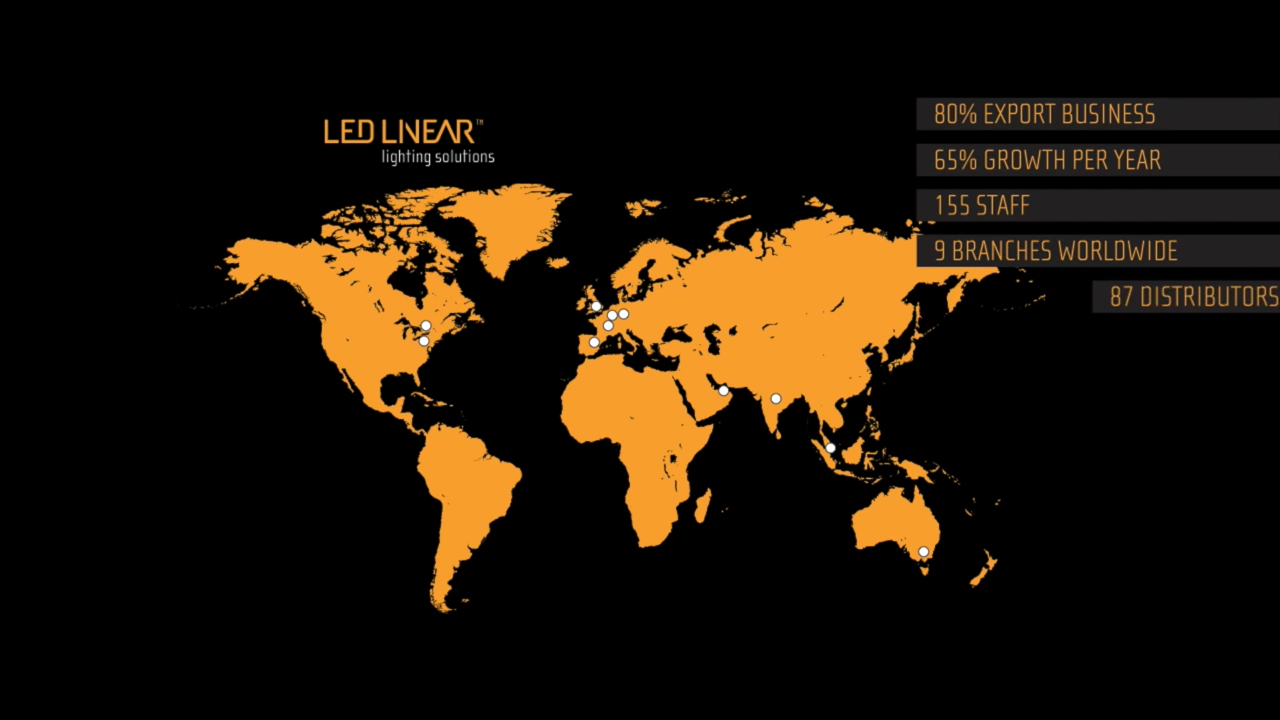 LED LINEAR™
lighting solutions
80% EXPORT BUSINESS
65% GROWTH PER YEAR
155 STAFF
9 BRANCHES WORLDWIDE
87 DISTRIBUTORS